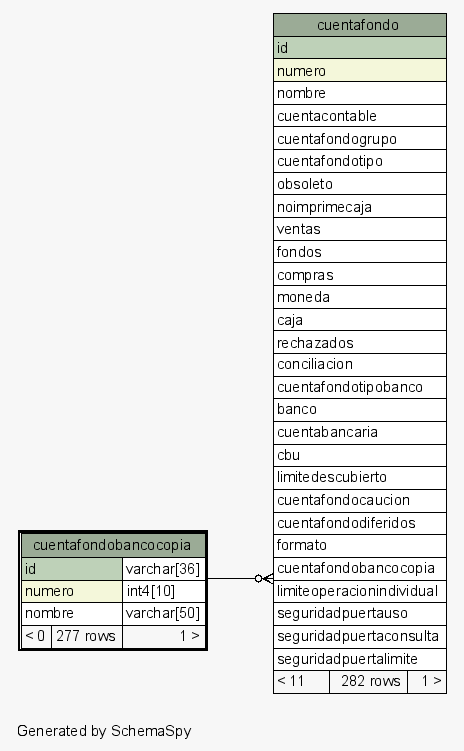 cuentafondo
id
numero
nombre
cuentacontable
cuentafondogrupo
cuentafondotipo
obsoleto
noimprimecaja
ventas
fondos
compras
moneda
caja
rechazados
conciliacion
cuentafondotipobanco
banco
cuentabancaria
cbu
limitedescubierto
cuentafondocaucion
cuentafondodiferidos
formato
cuentafondobancocopia
limiteoperacionindividual
seguridadpuertauso
seguridadpuertaconsulta
seguridadpuertalimite
< 11 282 rows 1 >
cuentafondobancocopia
id varchar[36]
numero int4[10]
nombre varchar[50]
< 0 277 rows 1 >
Generated by SchemaSpy